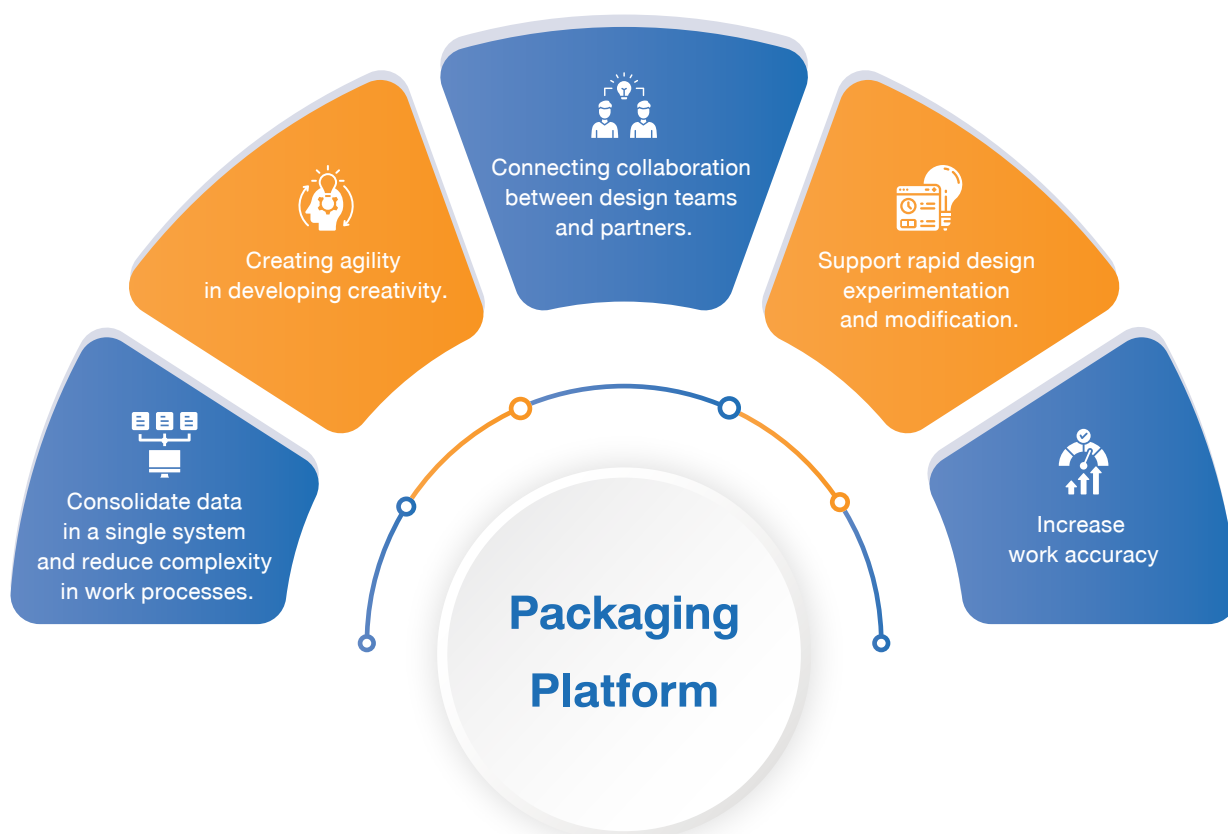 Connecting collaboration
between design teams
and partners.
Creating agility
in developing creativity.
Support rapid design
experimentation
and modification.
Consolidate data
in a single system
and reduce complexity
in work processes.
Increase
work accuracy
Packaging
Platform